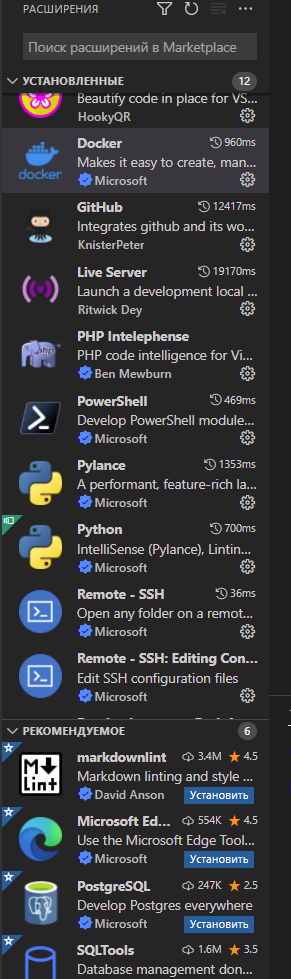 РАСШИРЕНИЯ
Поиск расширений в Marketplace
УСТАНОВЛЕННЫЕ 12
Beautify code in place for VS...
HookyQR
Docker 960ms
Makes it easy to create, man...
docker
Microsoft
GitHub 12417ms
Integrates github and its wo...
KnisterPeter
Live Server 19170ms
Launch a development local ...
Ritwick Dey
PHP Intelephense
PHP code intelligence for Vi...
php
Ben Mewburn
PowerShell 469ms
Develop PowerShell module...
Microsoft
Pylance 1353ms
A performant, feature-rich la...
Microsoft
Python 700ms
IntelliSense (Pylance), Lintin...
Microsoft
Remote - SSH 36ms
Open any folder on a remot...
Microsoft
Remote - SSH: Editing Con...
Edit SSH configuration files
Microsoft
РЕКОМЕНДУЕМОЕ 6
markdownlint 3.4M 4.5
Markdown linting and style ...
M Lint
David Anson Установить
Microsoft Ed... 554K 4.5
Use the Microsoft Edge Tool...
Microsoft Установить
PostgreSQL 247K 2.5
Develop Postgres everywhere
Microsoft Установить
SQLTools 1.6M 3.5
Database management don...